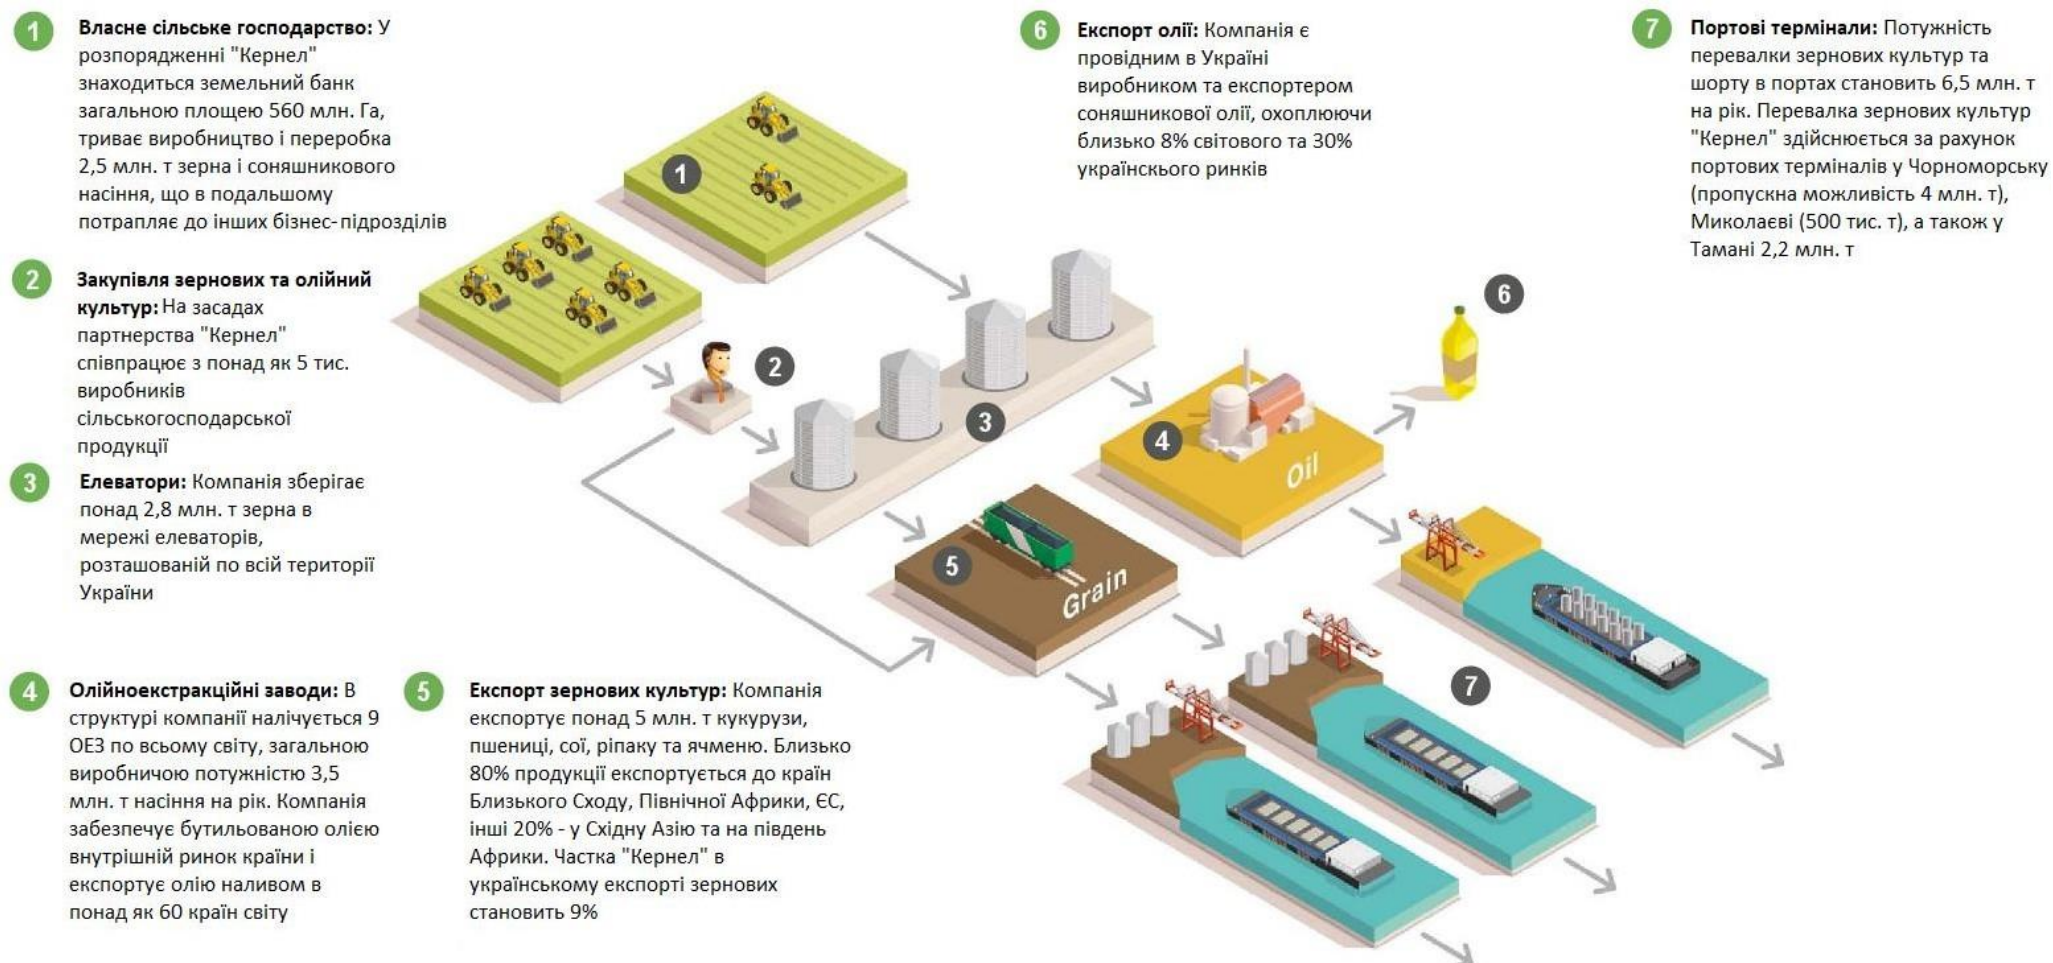 1
Власне сільське господарство: У
розпорядженні "Кернел"
знаходиться земельний банк
загальною площею 560 млн. Га,
триває виробництво і переробка
2,5 млн. т зерна і соняшникового
насіння, що в подальшому
потрапляє до інших бізнес-підрозділів
2
Закупівля зернових та олійний
культур: На засадах
партнерства "Кернел"
співпрацює з понад як 5 тис.
виробників
сільськогосподарської
продукції
3
Елеватори: Компанія зберігає
понад 2,8 млн. т зерна в
мережі елеваторів,
розташованій по всій території
України
4
Олійноекстракційні заводи: В
структурі компанії налічується 9
ОЕЗ по всьому світу, загальною
виробничою потужністю 3,5
млн. т насіння на рік. Компанія
забезпечує бутильованою олією
внутрішній ринок країни і
експортує олію наливом в
понад як 60 країн світу
5
Експорт зернових культур: Компанія
експортує понад 5 млн. т кукурузи,
пшениці, сої, ріпаку та ячменю. Близько
80% продукції експортується до країн
Близького Сходу, Північної Африки, ЄС,
інші 20% - у Східну Азію та на південь
Африки. Частка "Кернел" в
українському експорті зернових
становить 9%
6
Експорт олії: Компанія є
провідним в Україні
виробником та експортером
соняшникової олії, охоплюючи
близько 8% світового та 30%
українскього ринків
7
Портові термінали: Потужність
перевалки зернових культур та
шорту в портах становить 6,5 млн. т
на рік. Перевалка зернових культур
"Кернел" здійснюється за рахунок
портових терміналів у Чорноморську
(пропускна можливість 4 млн. т),
Миколаєві (500 тис. т), а також у
Тамані 2,2 млн. т
1
2
3
4
Oil
5
Grain
6
7